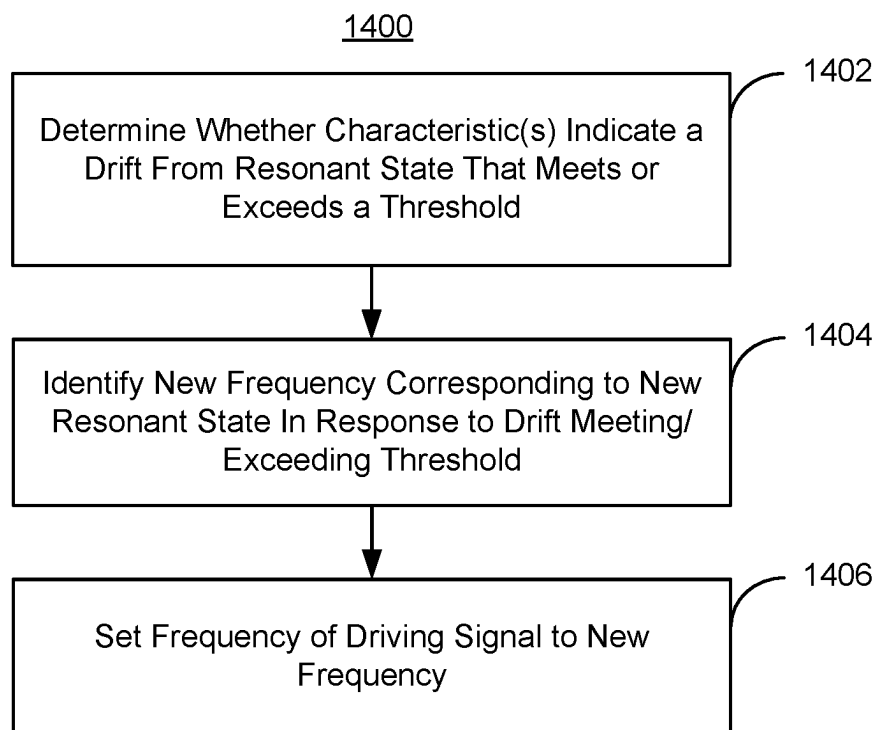 1400
1402
Determine Whether Characteristic(s) Indicate a
Drift From Resonant State That Meets or
Exceeds a Threshold
1404
Identify New Frequency Corresponding to New
Resonant State In Response to Drift Meeting/
Exceeding Threshold
1406
Set Frequency of Driving Signal to New
Frequency